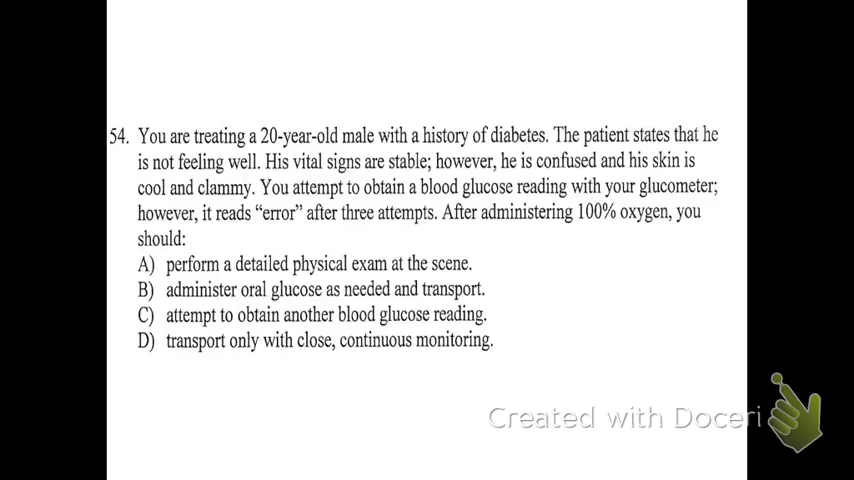 54. You are treating a 20-year-old male with a history of diabetes. The patient states that he
is not feeling well. His vital signs are stable; however, he is confused and his skin is
cool and clammy. You attempt to obtain a blood glucose reading with your glucometer;
however, it reads “error” after three attempts. After administering 100% oxygen, you
should:
A) perform a detailed physical exam at the scene.
B) administer oral glucose as needed and transport.
C) attempt to obtain another blood glucose reading.
D) transport only with close, continuous monitoring.
Created with Doceri